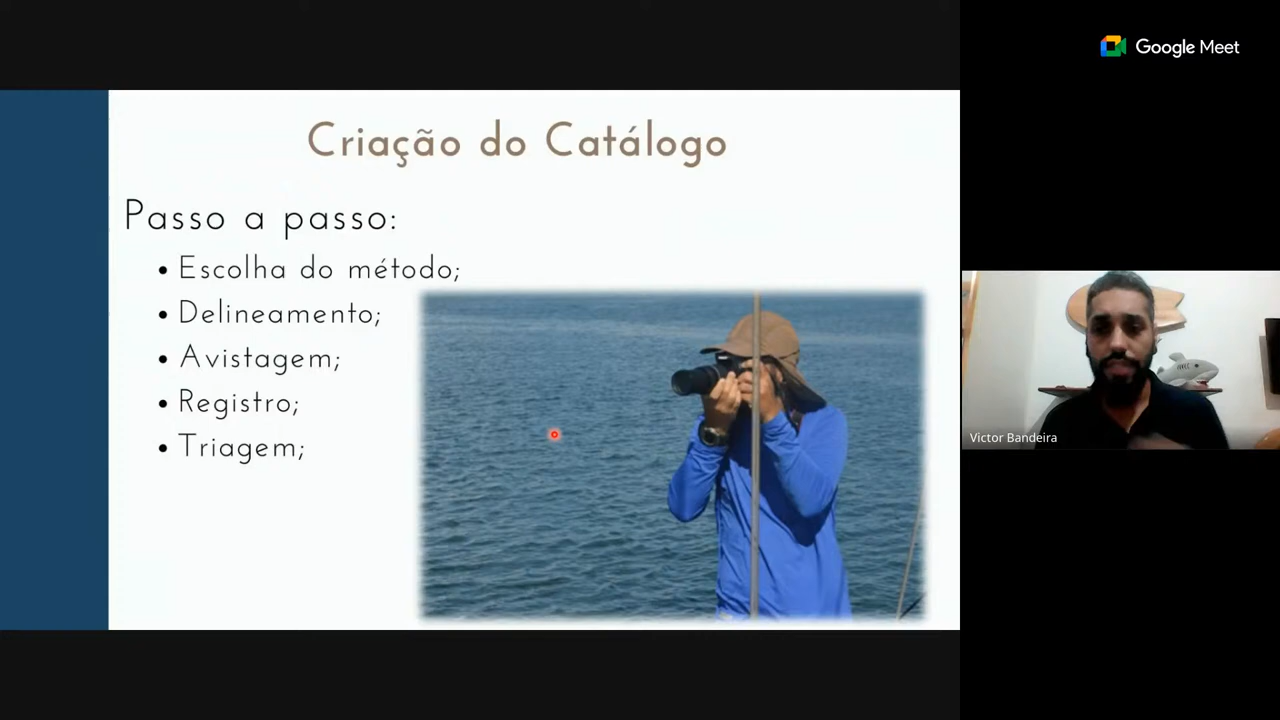 Google Meet
Criação do Catálogo
Passo a passo:
• Escolha do método;
• Delineamento;
• Avistagem;
• Registro;
• Triagem;
Victor Bandeira